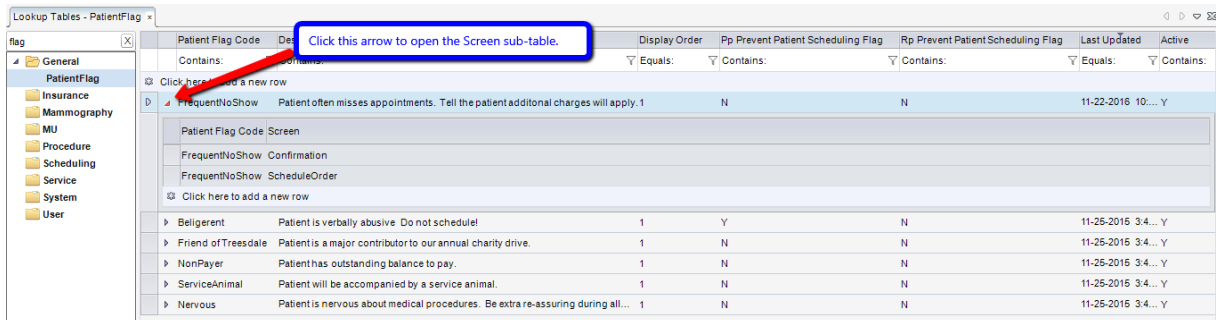 Lookup Tables - PatientFlag ×
flag X
General
PatientFlag
Insurance
Mammography
MU
Procedure
Scheduling
Service
System
User
Click this arrow to open the Screen sub-table.
Patient Flag Code Des Display Order Pp Prevent Patient Scheduling Flag Rp Prevent Patient Scheduling Flag Last Updated Active
Contains: Contains: Equals: Contains: Contains: Equals: Contains:
Click here to add a new row
FrequentNoShow Patient often misses appointments. Tell the patient additonal charges will apply. 1 N N 11-22-2016 10:... Y
Patient Flag Code Screen
FrequentNoShow Confirmation
FrequentNoShow ScheduleOrder
Click here to add a new row
Beligerent Patient is verbally abusive Do not schedule! 1 Y N 11-25-2015 3:4... Y
Friend of Treesdale Patient is a major contributor to our annual charity drive. 1 N N 11-25-2015 3:4... Y
NonPayer Patient has outstanding balance to pay. 1 N N 11-25-2015 3:4... Y
ServiceAnimal Patient will be accompanied by a service animal. 1 N N 11-25-2015 3:4... Y
Nervous Patient is nervous about medical procedures. Be extra re-assuring during all... 1 N N 11-25-2015 3:4... Y